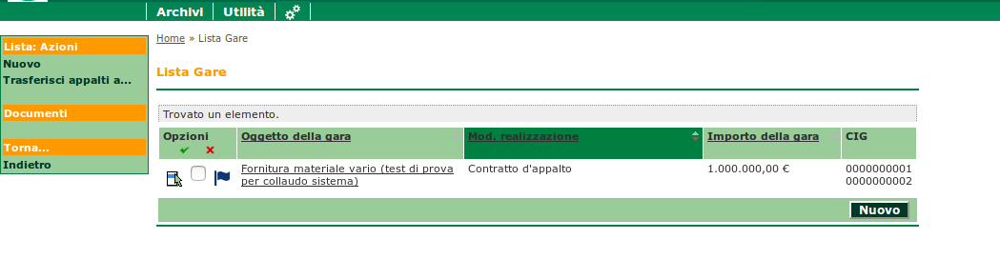 Archivi Utilità
Home » Lista Gare
Lista: Azioni
Nuovo
Trasferisci appalti a...
Documenti
Torna...
Indietro
Lista Gare
Trovato un elemento.
Opzioni Oggetto della gara Mod. realizzazione Importo della gara CIG
Fornitura materiale vario (test di prova Contratto d'appalto 1.000.000,00 € 0000000001
per collaudo sistema) 0000000002
Nuovo